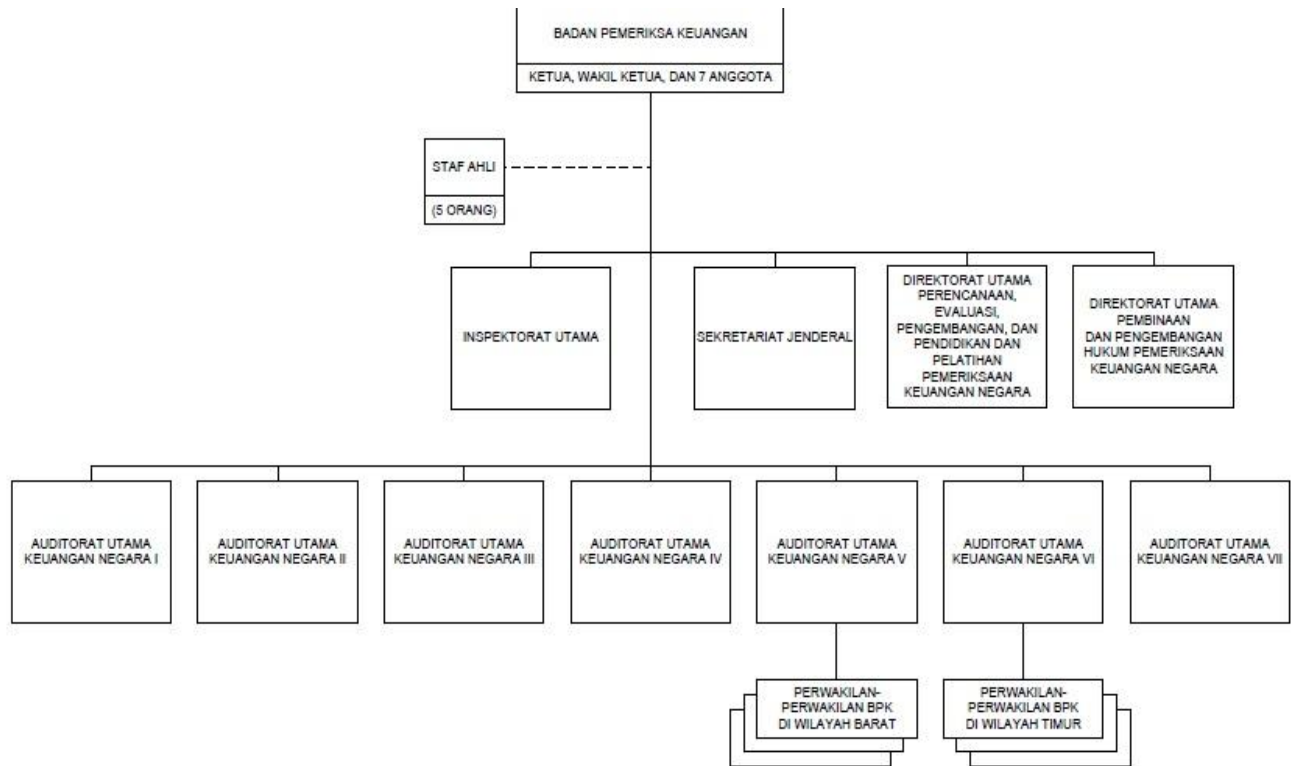 BADAN PEMERIKSA KEUANGAN
KETUA, WAKIL KETUA, DAN 7 ANGGOTA
STAF AHLI
(5 ORANG)
INSPEKTORAT UTAMA
SEKRETARIAT JENDERAL
DIREKTORAT UTAMA
PERENCANAAN,
EVALUASI,
PENGEMBANGAN, DAN
PENDIDIKAN DAN
PELATIHAN
PEMERIKSAAN
KEUANGAN NEGARA
DIREKTORAT UTAMA
PEMBINAAN
DAN PENGEMBANGAN
HUKUM PEMERIKSAAN
KEUANGAN NEGARA
AUDITORAT UTAMA
KEUANGAN NEGARA I
AUDITORAT UTAMA
KEUANGAN NEGARA II
AUDITORAT UTAMA
KEUANGAN NEGARA III
AUDITORAT UTAMA
KEUANGAN NEGARA IV
AUDITORAT UTAMA
KEUANGAN NEGARA V
AUDITORAT UTAMA
KEUANGAN NEGARA VI
AUDITORAT UTAMA
KEUANGAN NEGARA VII
PERWAKILAN-
PERWAKILAN BPK
DI WILAYAH BARAT
PERWAKILAN-
PERWAKILAN BPK
DI WILAYAH TIMUR